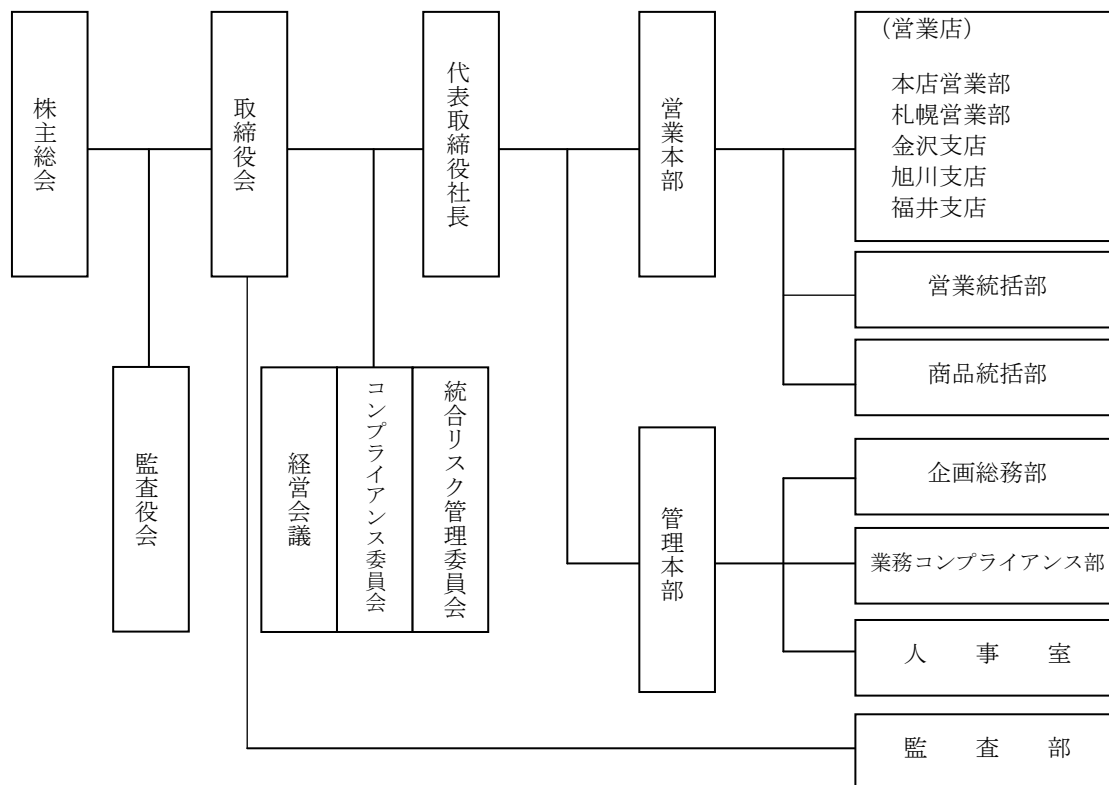 株主総会
取締役会
代表取締役社長
営業本部
（営業店）
本店営業部
札幌営業部
金沢支店
旭川支店
福井支店
営業統括部
商品統括部
監査役会
経営会議
コンプライアンス委員会
統合リスク管理委員会
管理本部
企画総務部
業務コンプライアンス部
人　事　室
監　査　部